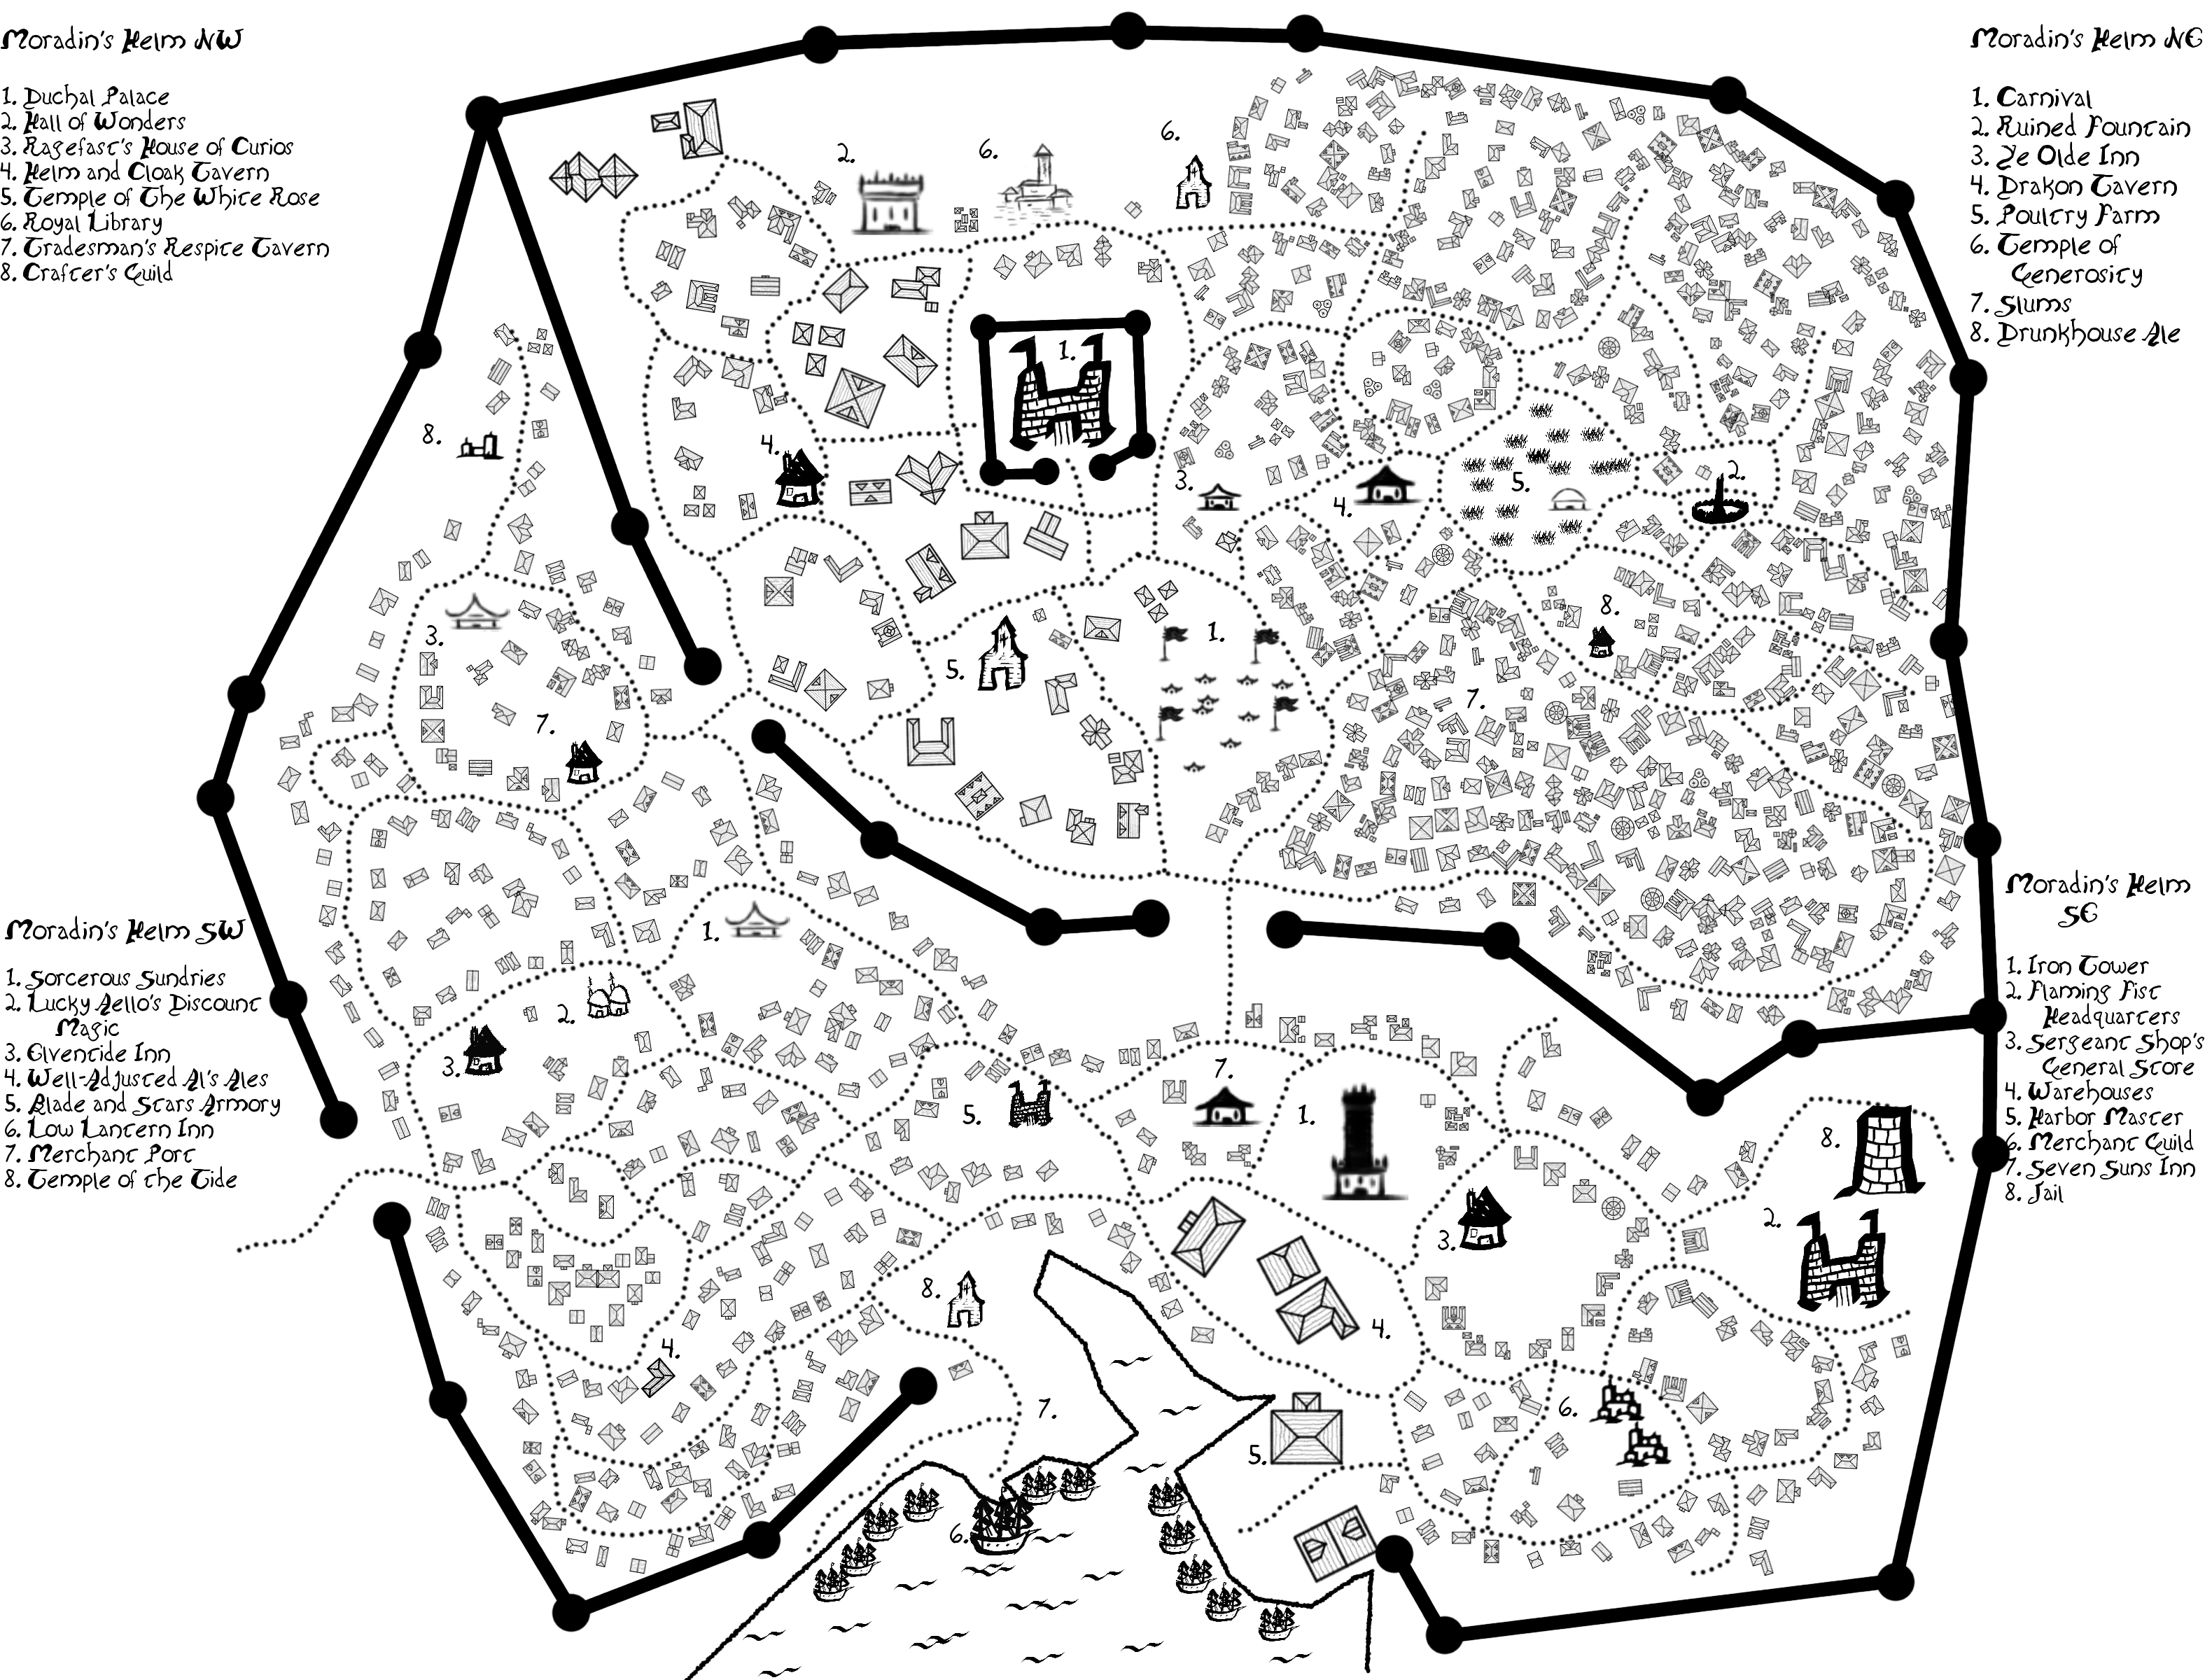 Moradin's Helm NW
1. Duchal Palace
2. Hall of Wonders
3. Ragefast's House of Curios
4. Helm and Cloak Tavern
5. Temple of The White Rose
6. Royal Library
7. Tradesman's Respite Tavern
8. Crafter's Guild
Moradin's Helm NE
1. Carnival
2. Ruined Fountain
3. Ye Olde Inn
4. Drakon Tavern
5. Poultry Farm
6. Temple of
Generosity
7. Slums
8. Drunkhouse Ale
Moradin's Helm SW
1. Sorcerous Sundries
2. Lucky Aello's Discount
Magic
3. Elventide Inn
4. Well-Adjusted Al's Ales
5. Blade and Stars Armory
6. Low Lantern Inn
7. Merchant Port
8. Temple of the Tide
Moradin's Helm
SE
1. Iron Tower
2. Flaming Fist
Headquarters
3. Sergeant Shop's
General Store
4. Warehouses
5. Harbor Master
6. Merchant Guild
7. Seven Suns Inn
8. Jail
2.
6.
6.
1.
8.
4.
3.
4.
5.
2.
3.
7.
5.
1.
8.
7.
1.
2.
3.
5.
7.
1.
8.
3.
2.
8.
4.
4.
7.
5.
6.
6.